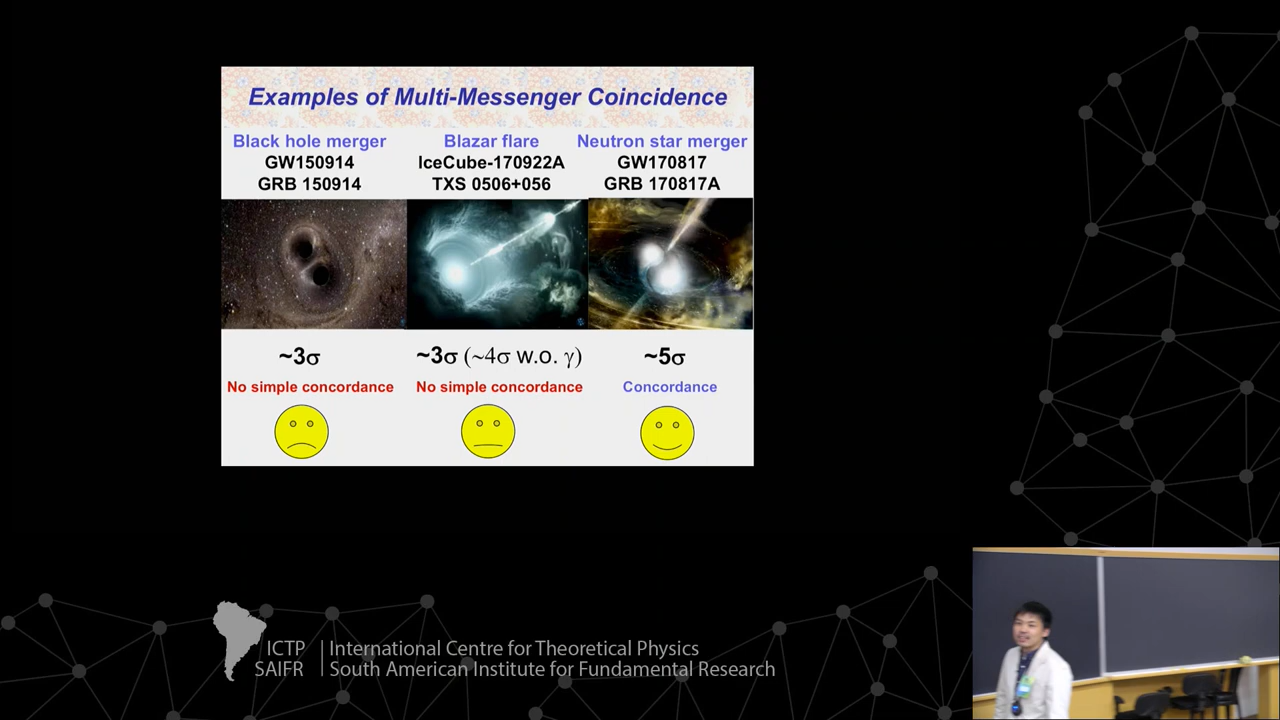 Examples of Multi-Messenger Coincidence
Black hole merger
GW150914
GRB 150914
Blazar flare
IceCube-170922A
TXS 0506+056
Neutron star merger
GW170817
GRB 170817A
~3σ
~3σ (~4σ w.o. γ)
~5σ
No simple concordance
No simple concordance
Concordance
ICTP
SAIFR
International Centre for Theoretical Physics
South American Institute for Fundamental Research